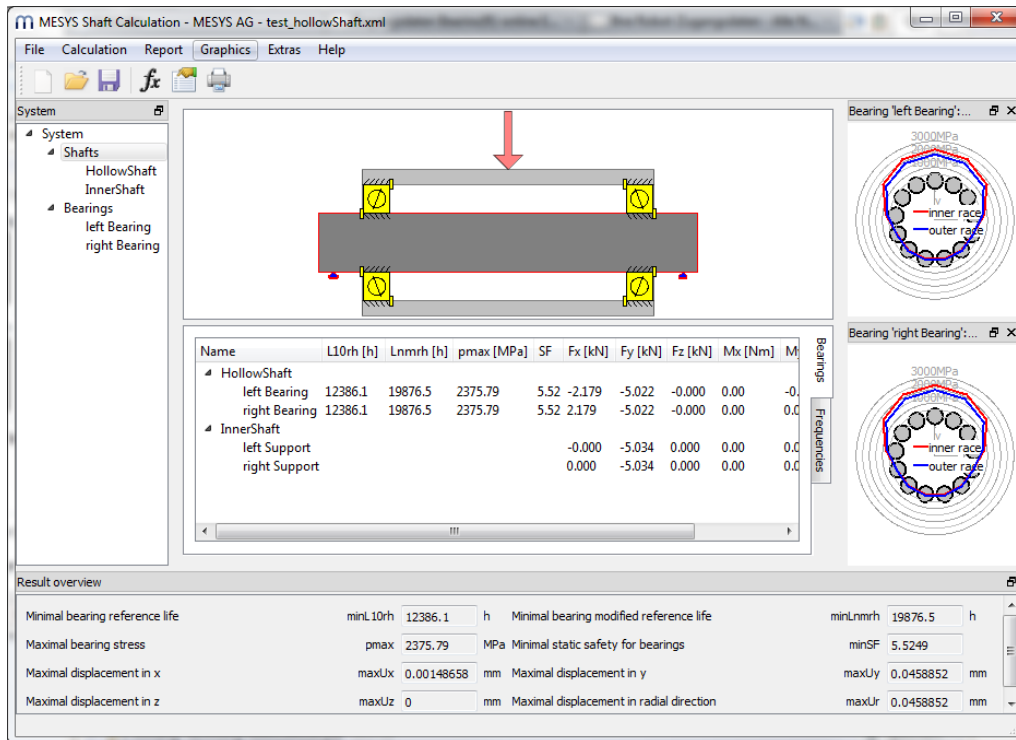 MESYS Shaft Calculation - MESYS AG - test_hollowShaft.xml
File Calculation Report Graphics Extras Help
fx
System
System
Shafts
HollowShaft
InnerShaft
Bearings
left Bearing
right Bearing
Name L10rh [h] Lnmrh [h] pmax [MPa] SF Fx [kN] Fy [kN] Fz [kN] Mx [Nm] My
HollowShaft
left Bearing 12386.1 19876.5 2375.79 5.52 -2.179 -5.022 -0.000 0.00 -0.
right Bearing 12386.1 19876.5 2375.79 5.52 2.179 -5.022 -0.000 0.00 0.0
InnerShaft
left Support -0.000 -5.034 0.000 0.00 0.0
right Support 0.000 -5.034 0.000 0.00 0.0
Bearings
Frequencies
Bearing 'left Bearing':...
3000MPa
inner race
outer race
Bearing 'right Bearing':...
3000MPa
inner race
outer race
Result overview
Minimal bearing reference life minL10rh 12386.1 h Minimal bearing modified reference life minLnmrh 19876.5 h
Maximal bearing stress pmax 2375.79 MPa Minimal static safety for bearings minSF 5.5249
Maximal displacement in x maxUx 0.00148658 mm Maximal displacement in y maxUy 0.0458852 mm
Maximal displacement in z maxUz 0 mm Maximal displacement in radial direction maxUr 0.0458852 mm